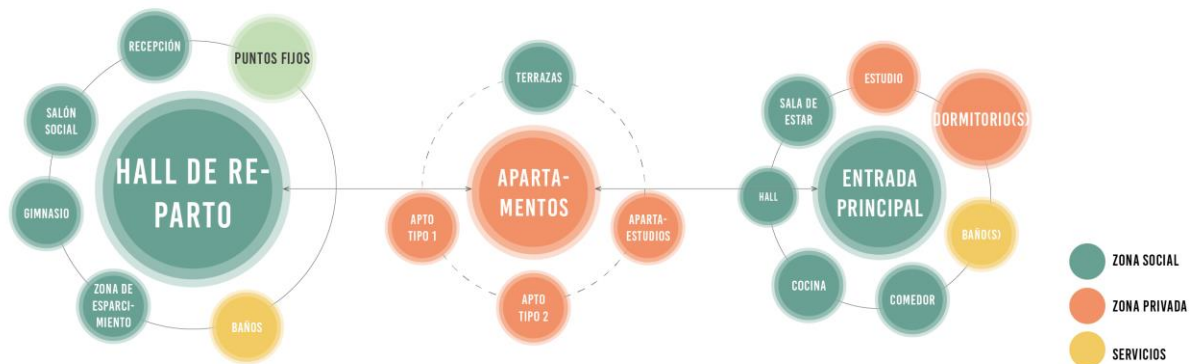 RECEPCIÓN
PUNTOS FIJOS
SALÓN
SOCIAL
HALL DE RE-
PARTO
GIMNASIO
ZONA DE
ESPARCI-
MIENTO
BAÑOS
TERRAZAS
APARTA-
MENTOS
APTO
TIPO 1
APARTA-
ESTUDIOS
APTO
TIPO 2
ESTUDIO
DORMITORIO(S)
SALA DE
ESTAR
ENTRADA
PRINCIPAL
HALL
BAÑO(S)
COCINA
COMEDOR
ZONA SOCIAL
ZONA PRIVADA
SERVICIOS